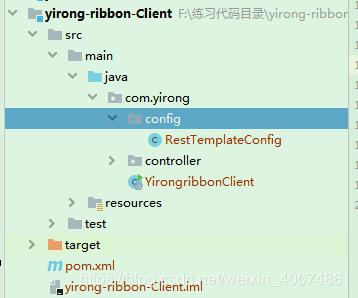 yirong-ribbon-Client F:\练习代码目录\yirong-ribbon
src
main
java
com.yirong
config
RestTemplateConfig
controller
YirongribbonClient
resources
test
target
pom.xml
https://blog.csdn.net/weixin_40074861
yirong-ribbon-Client.iml